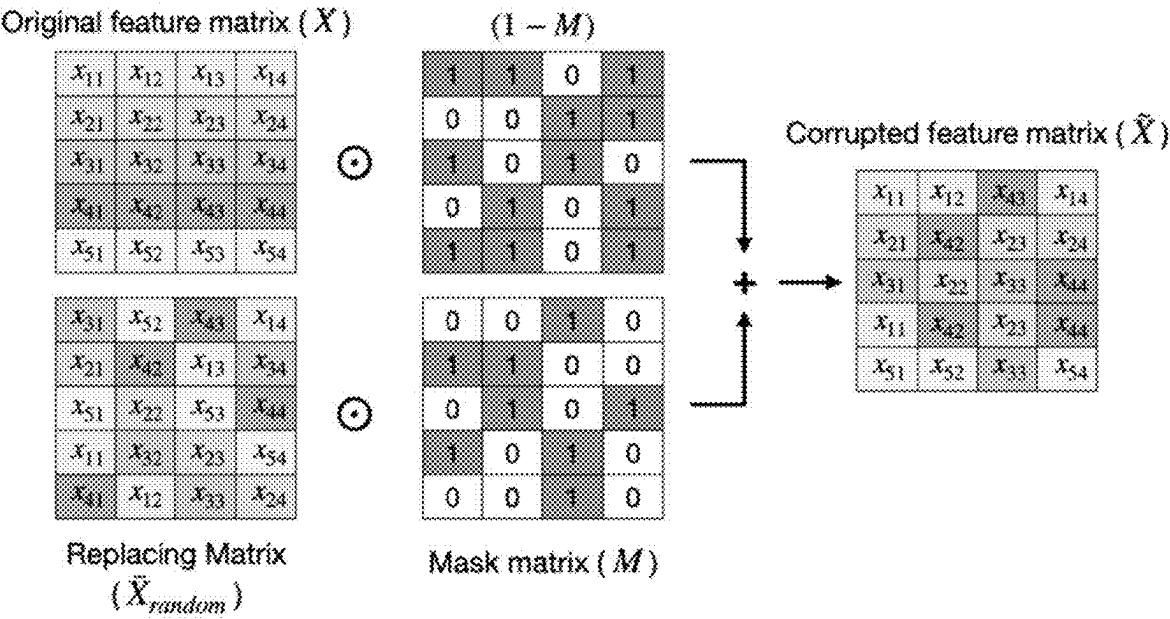 Original feature matrix ( X )
x11 x12 x13 x14
x21 x22 x23 x24
x31 x32 x33 x34
x41 x42 x43 x44
x51 x52 x53 x54
⊙
(1 − M)
1 1 0 1
0 0 1 1
1 0 1 0
0 1 0 1
1 1 0 1
x31 x52 x43 x14
x21 x42 x13 x34
x51 x22 x53 x44
x11 x32 x23 x54
x41 x12 x33 x24
Replacing Matrix
( X̃random )
⊙
0 0 1 0
1 1 0 0
0 1 0 1
1 0 1 0
0 0 1 0
Mask matrix ( M )
+
Corrupted feature matrix ( X̃ )
x11 x12 x43 x14
x21 x42 x23 x24
x31 x22 x33 x44
x11 x42 x23 x44
x51 x52 x33 x54